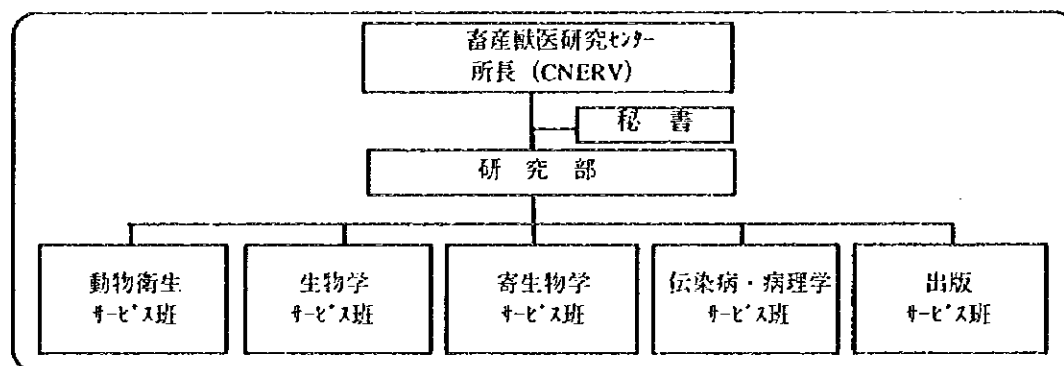 畜産獣医研究ｾﾝﾀｰ
所長 (CNERV)
秘 書
研 究 部
動物衛生
ｻｰﾋﾞｽ班
生物学
ｻｰﾋﾞｽ班
寄生物学
ｻｰﾋﾞｽ班
伝染病・病理学
ｻｰﾋﾞｽ班
出版
ｻｰﾋﾞｽ班